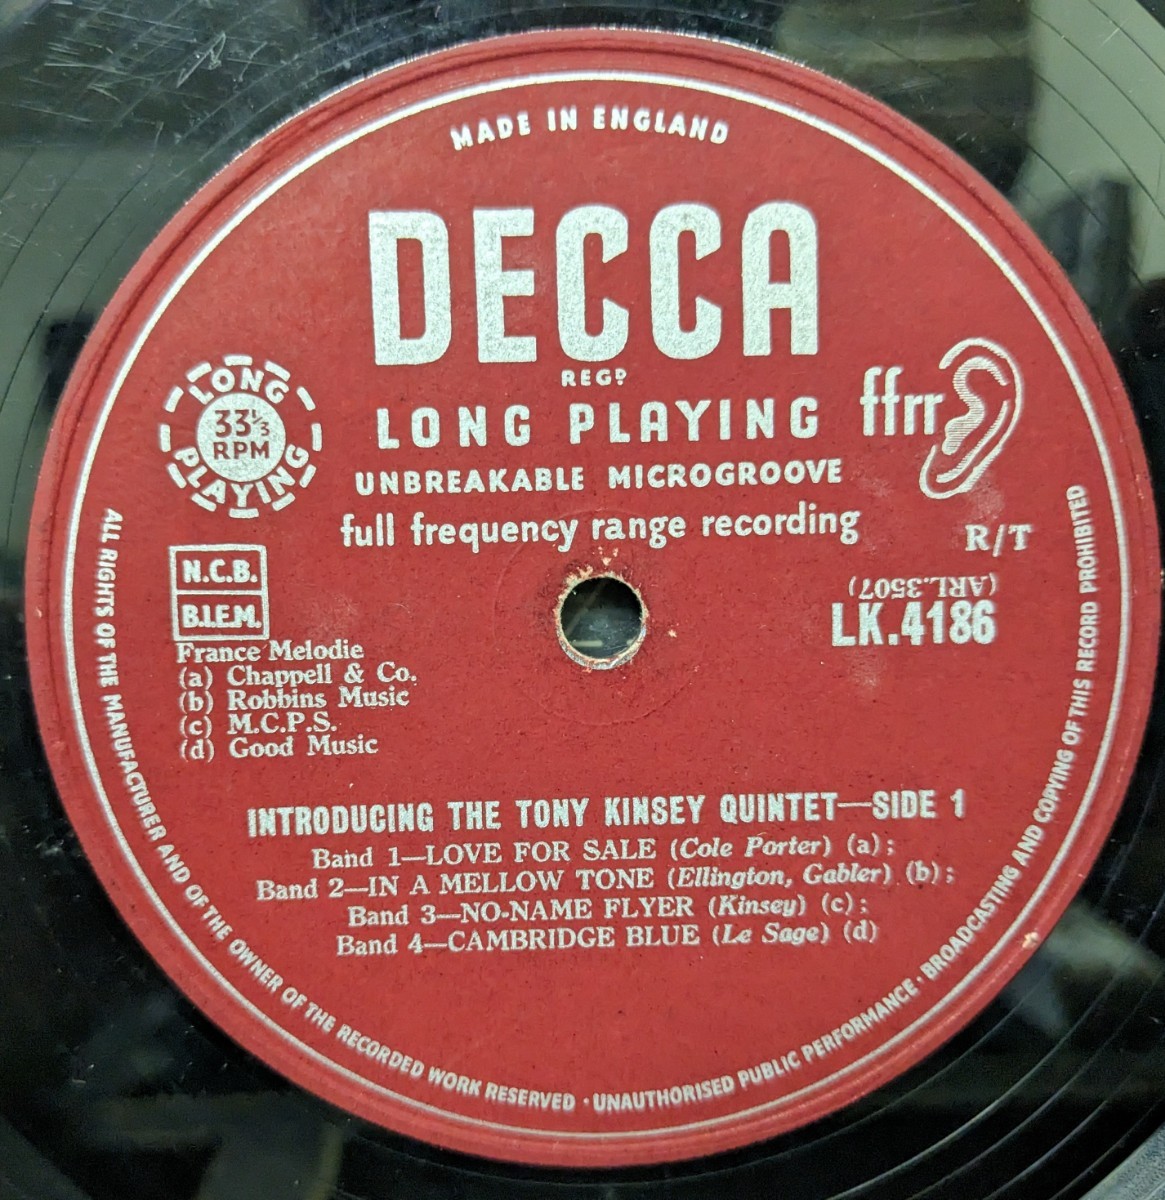 MADE IN ENGLAND
DECCA
REGD
LONG PLAYING
UNBREAKABLE MICROGROOVE
full frequency range recording
LONG
33 1/3
RPM
PLAYING
ffrr
R/T
(ARL.3507)
LK.4186
N.C.B.
B.I.E.M.
France Melodie
(a) Chappell & Co.
(b) Robbins Music
(c) M.C.P.S.
(d) Good Music
INTRODUCING THE TONY KINSEY QUINTET—SIDE 1
Band 1—LOVE FOR SALE (Cole Porter) (a);
Band 2—IN A MELLOW TONE (Ellington, Gabler) (b);
Band 3—NO-NAME FLYER (Kinsey) (c);
Band 4—CAMBRIDGE BLUE (Le Sage) (d)
ALL RIGHTS OF THE MANUFACTURER AND OF THE OWNER OF THE RECORDED WORK RESERVED · UNAUTHORISED PUBLIC PERFORMANCE · BROADCASTING AND COPYING OF THIS RECORD PROHIBITED